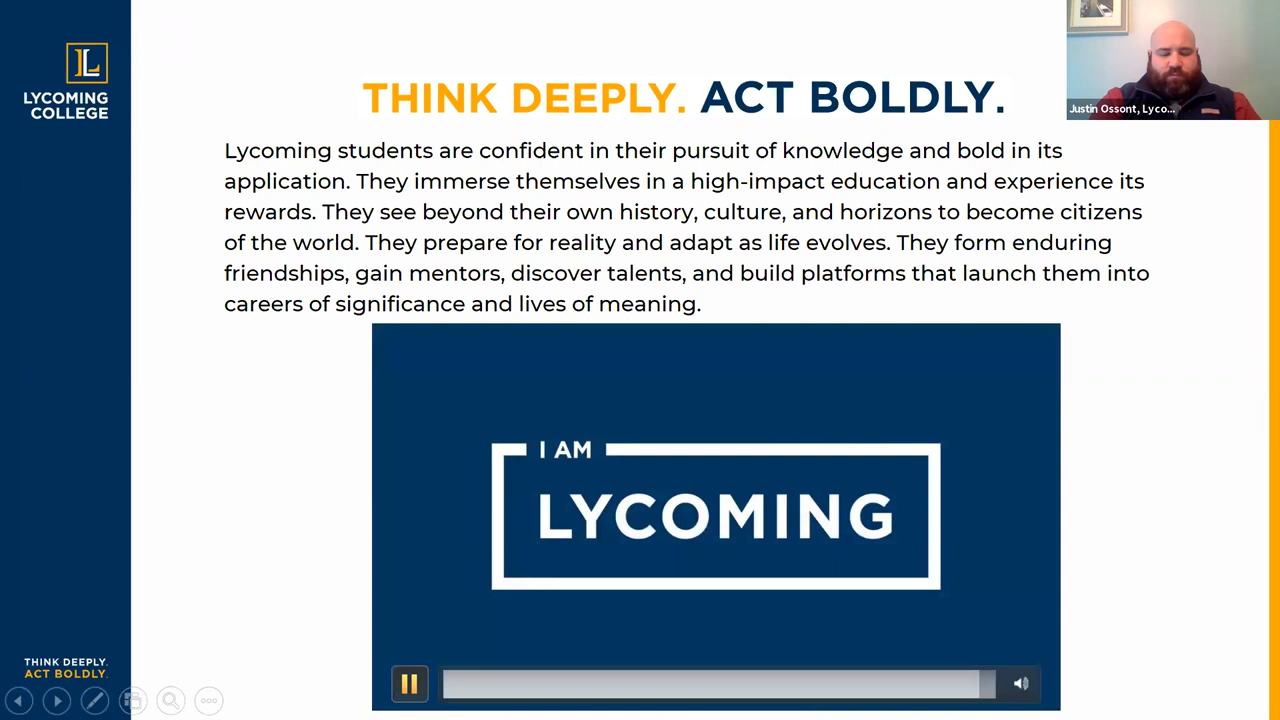 LYCOMING
COLLEGE
THINK DEEPLY. ACT BOLDLY.
Justin Ossont, Lyco...
Lycoming students are confident in their pursuit of knowledge and bold in its
application. They immerse themselves in a high-impact education and experience its
rewards. They see beyond their own history, culture, and horizons to become citizens
of the world. They prepare for reality and adapt as life evolves. They form enduring
friendships, gain mentors, discover talents, and build platforms that launch them into
careers of significance and lives of meaning.
I AM
LYCOMING
THINK DEEPLY.
ACT BOLDLY.